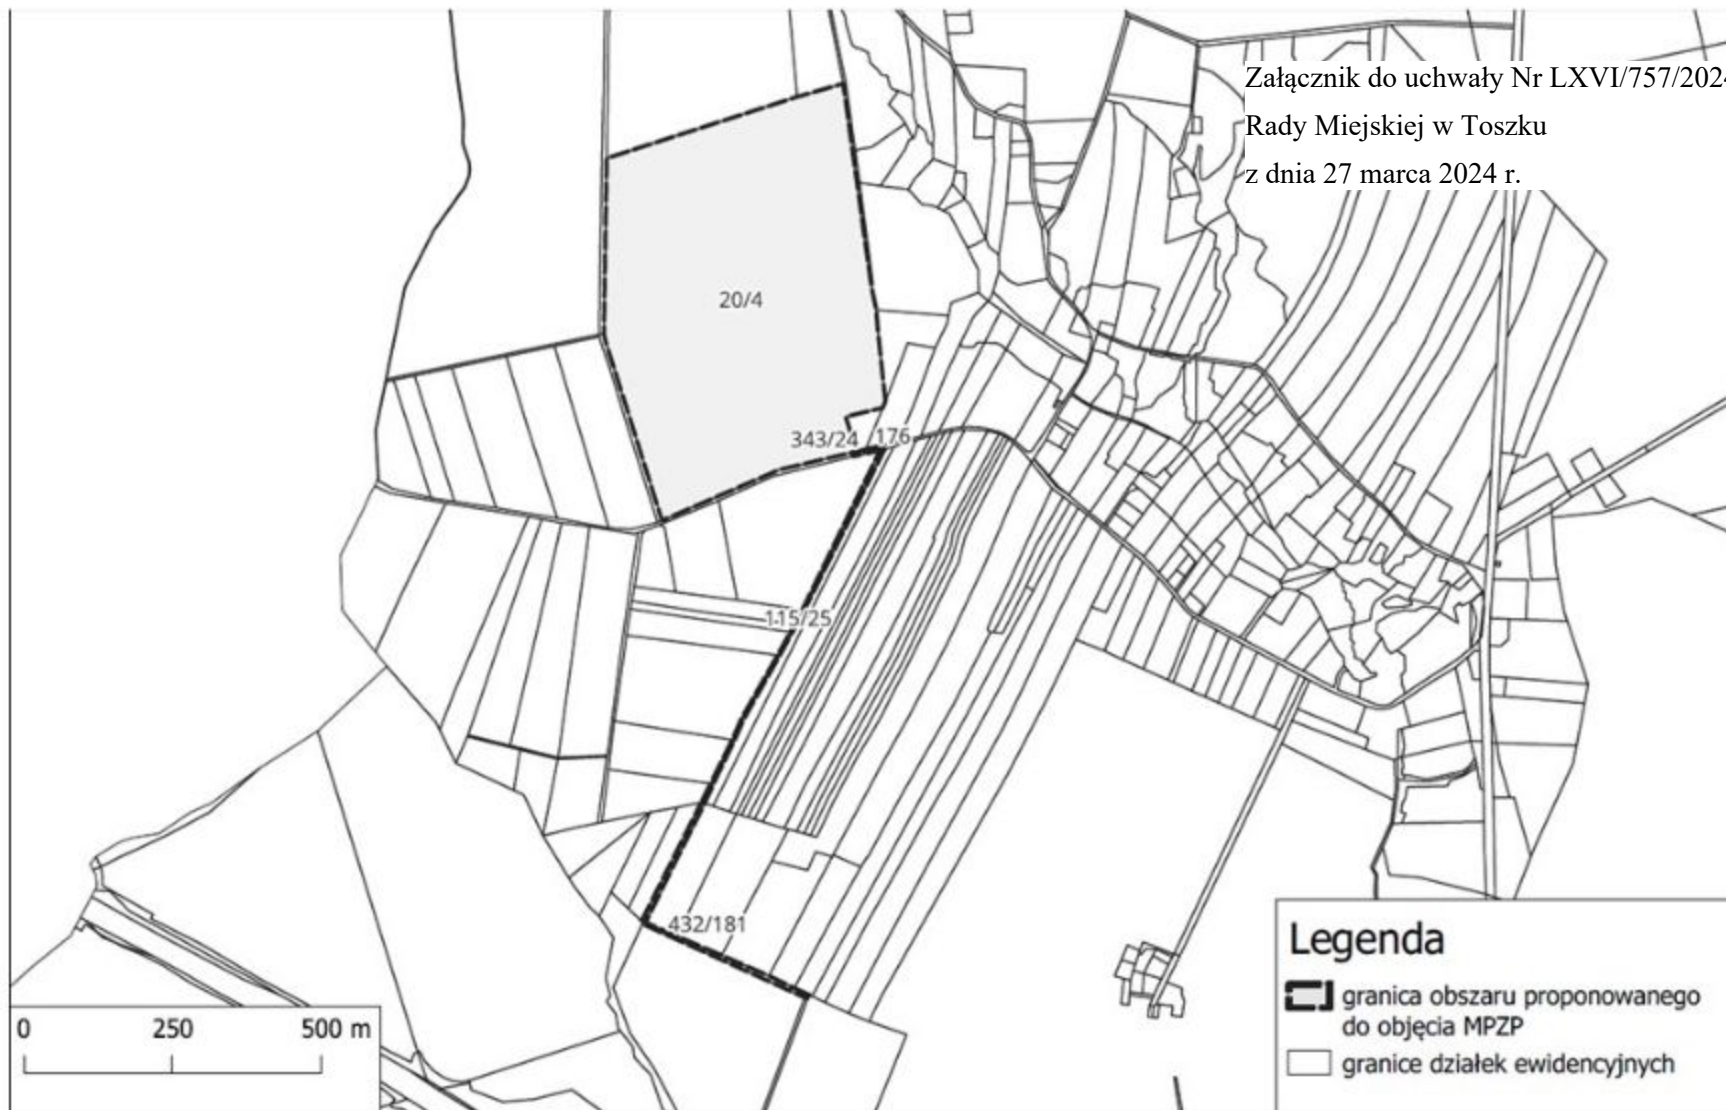 Załącznik do uchwały Nr LXVI/757/2024
Rady Miejskiej w Toszku
z dnia 27 marca 2024 r.
20/4
343/24
176
115/25
432/181
Legenda
granica obszaru proponowanego
do objęcia MPZP
granice działek ewidencyjnych
0 250 500 m